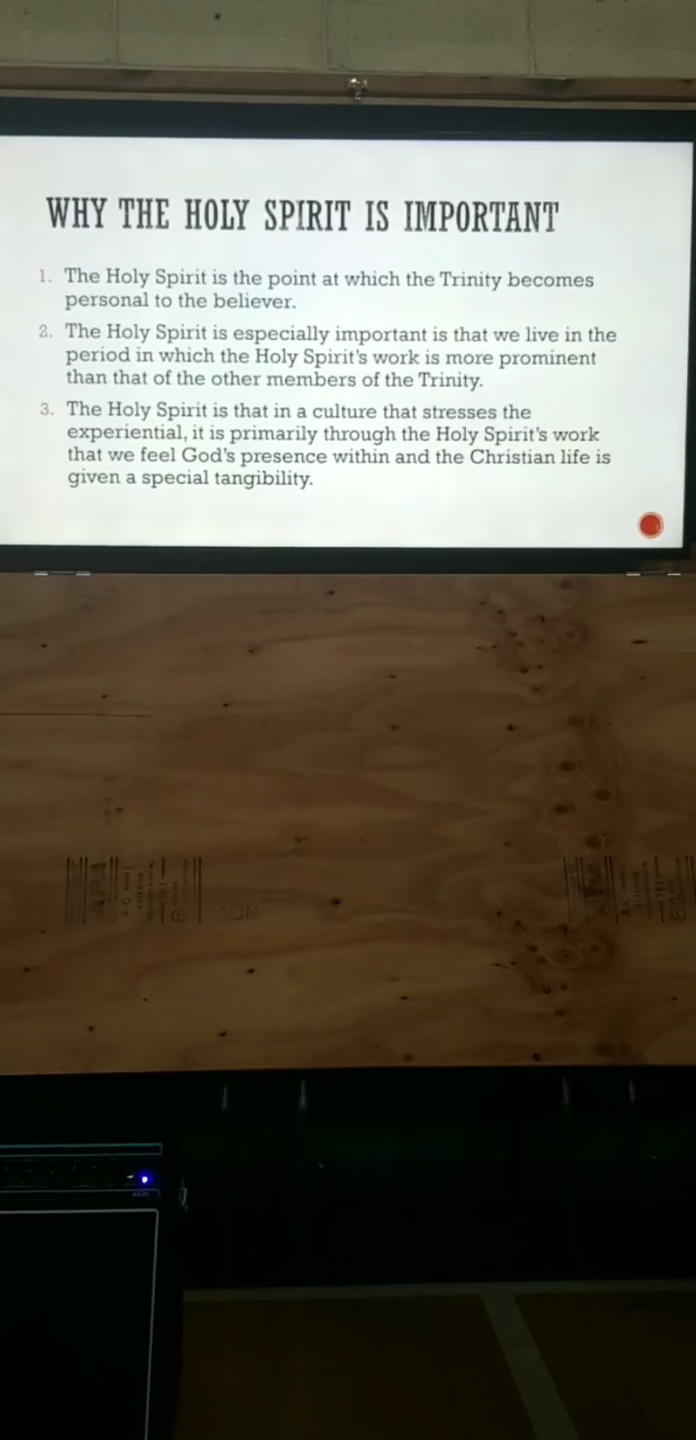 WHY THE HOLY SPIRIT IS IMPORTANT
1. The Holy Spirit is the point at which the Trinity becomes
personal to the believer.
2. The Holy Spirit is especially important is that we live in the
period in which the Holy Spirit's work is more prominent
than that of the other members of the Trinity.
3. The Holy Spirit is that in a culture that stresses the
experiential, it is primarily through the Holy Spirit's work
that we feel God's presence within and the Christian life is
given a special tangibility.
APA